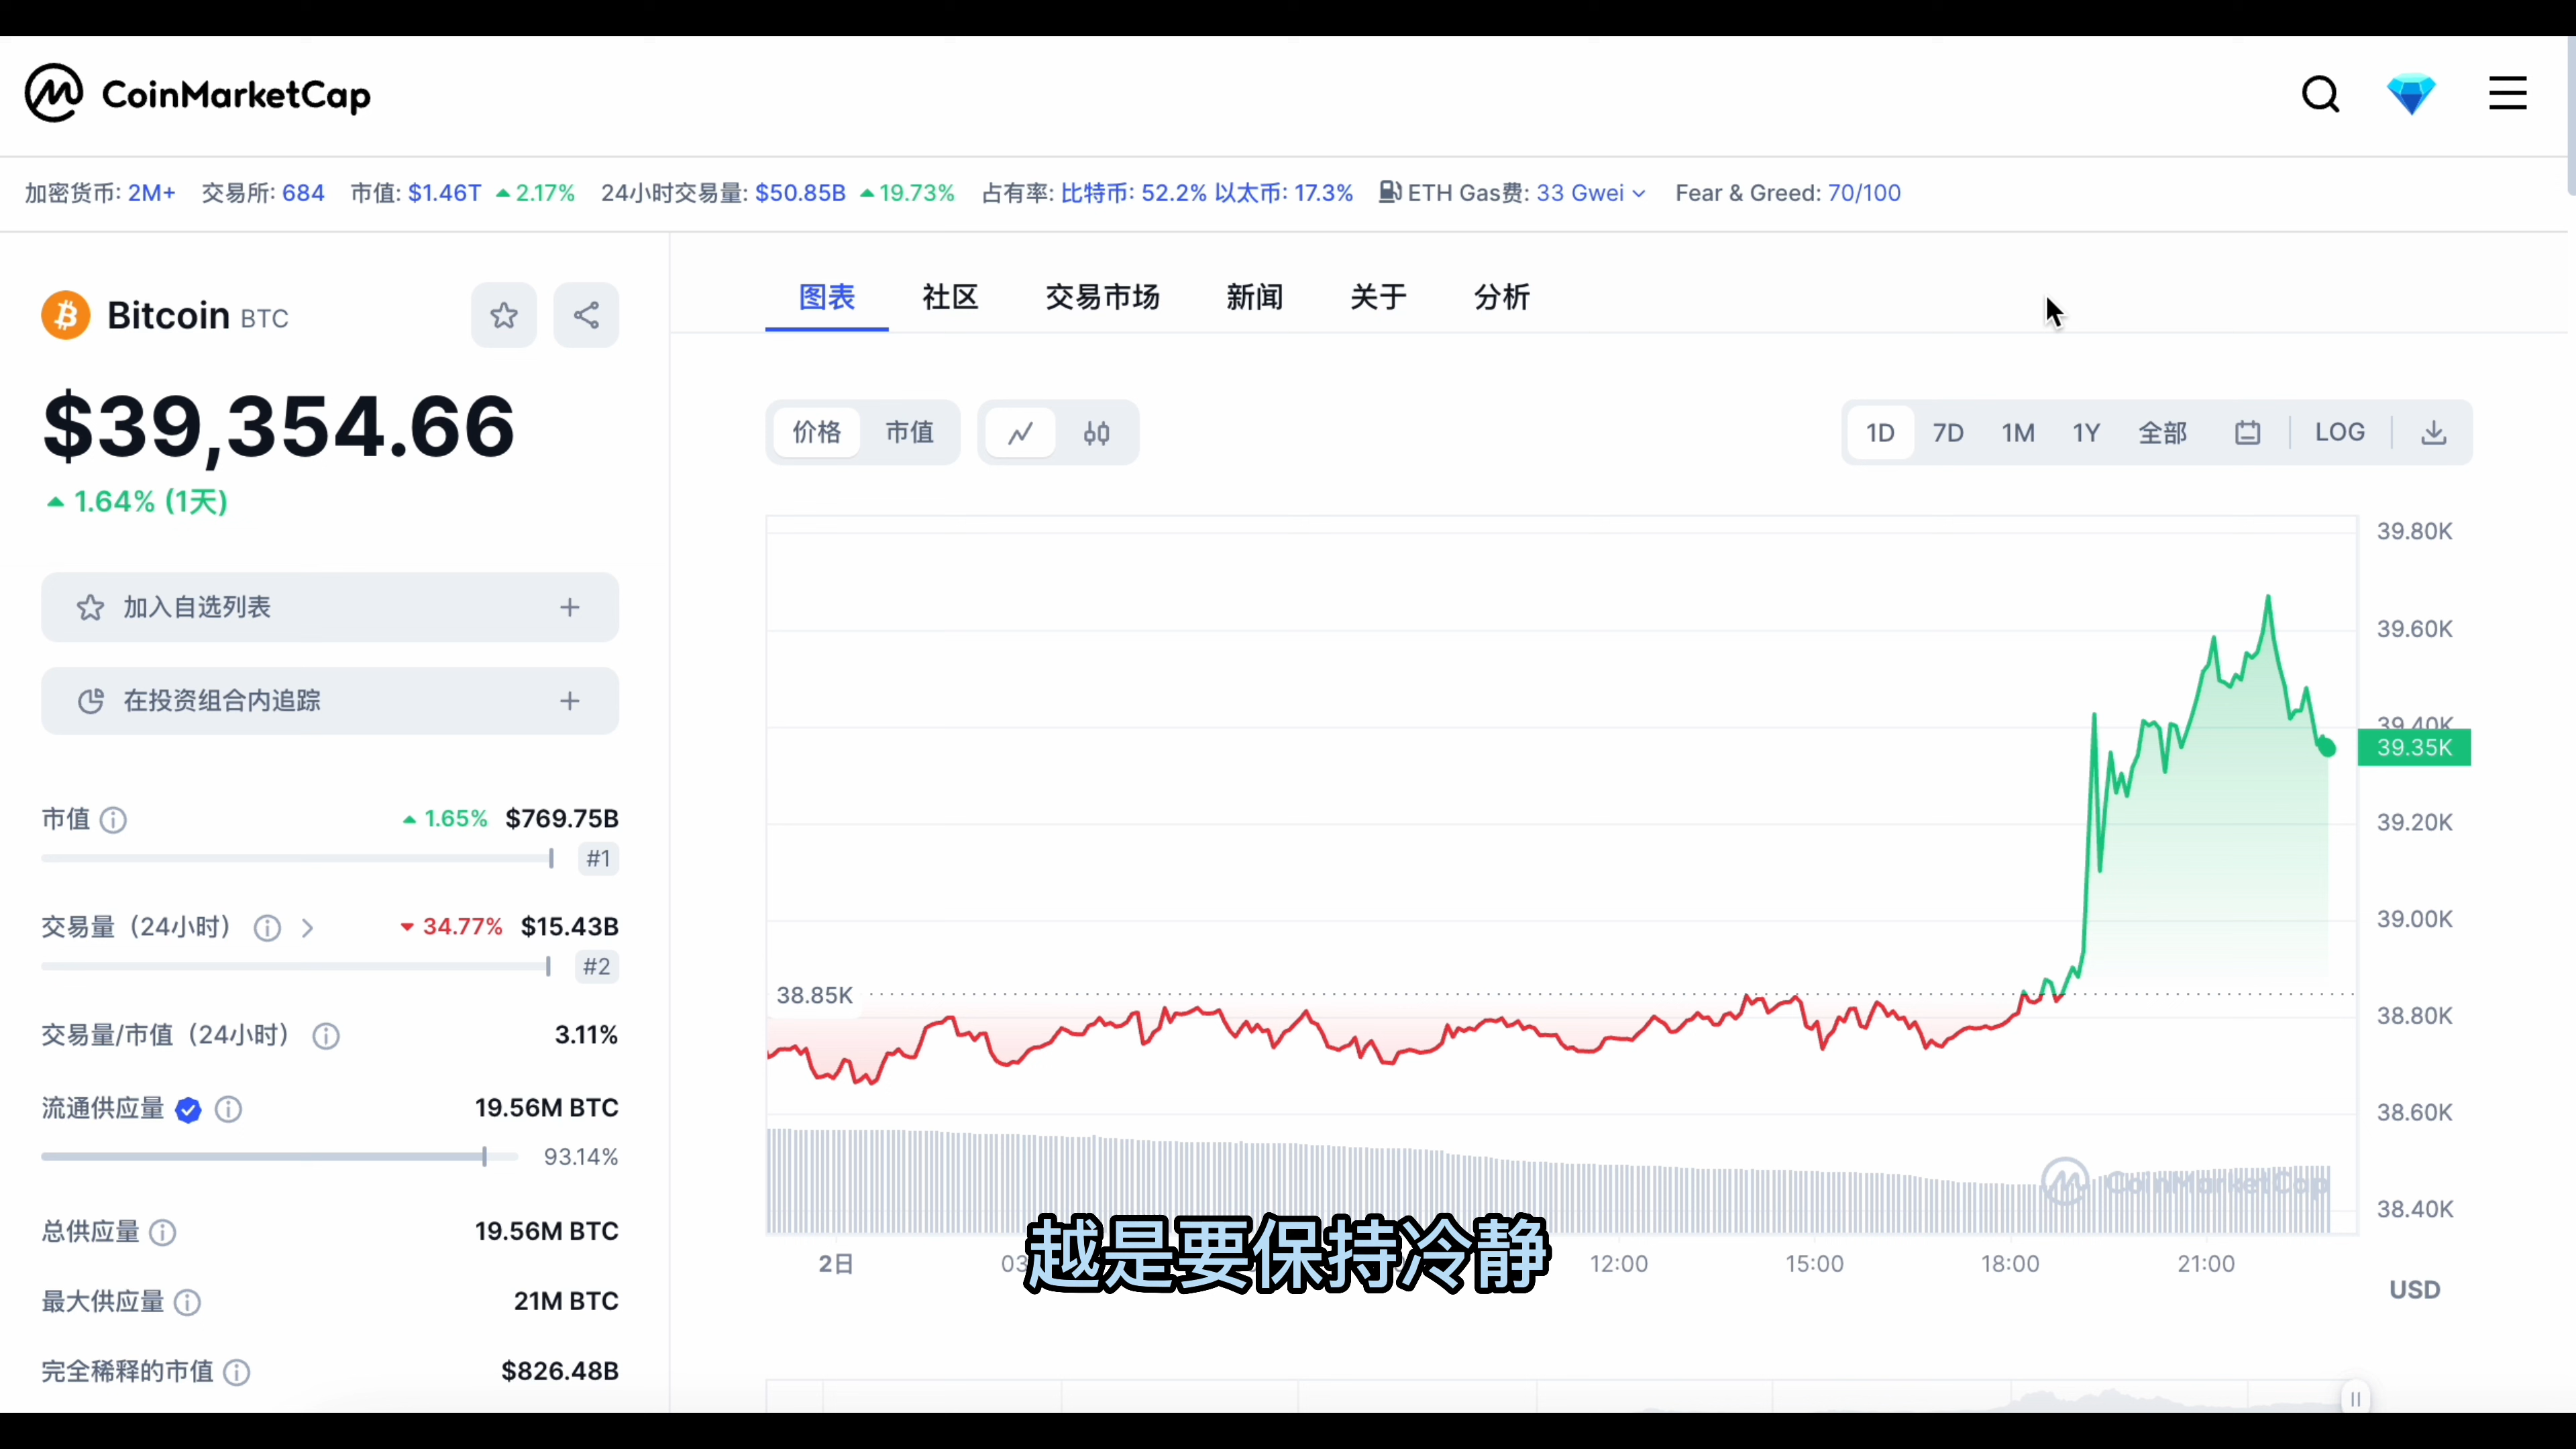 CoinMarketCap
加密货币: 2M+ 交易所: 684 市值: $1.46T 2.17% 24小时交易量: $50.85B 19.73% 占有率: 比特币: 52.2% 以太币: 17.3% ETH Gas费: 33 Gwei Fear & Greed: 70/100
Bitcoin BTC
$39,354.66
1.64% (1天)
加入自选列表
在投资组合内追踪
市值 1.65% $769.75B
#1
交易量（24小时） 34.77% $15.43B
#2
交易量/市值（24小时） 3.11%
流通供应量 19.56M BTC
93.14%
总供应量 19.56M BTC
最大供应量 21M BTC
完全稀释的市值 $826.48B
图表 社区 交易市场 新闻 关于 分析
价格 市值
1D 7D 1M 1Y 全部 LOG
39.80K
39.60K
39.40K
39.35K
39.20K
39.00K
38.85K
38.80K
38.60K
38.40K
CoinMarketCap
2日 03 12:00 15:00 18:00 21:00
USD
越是要保持冷静